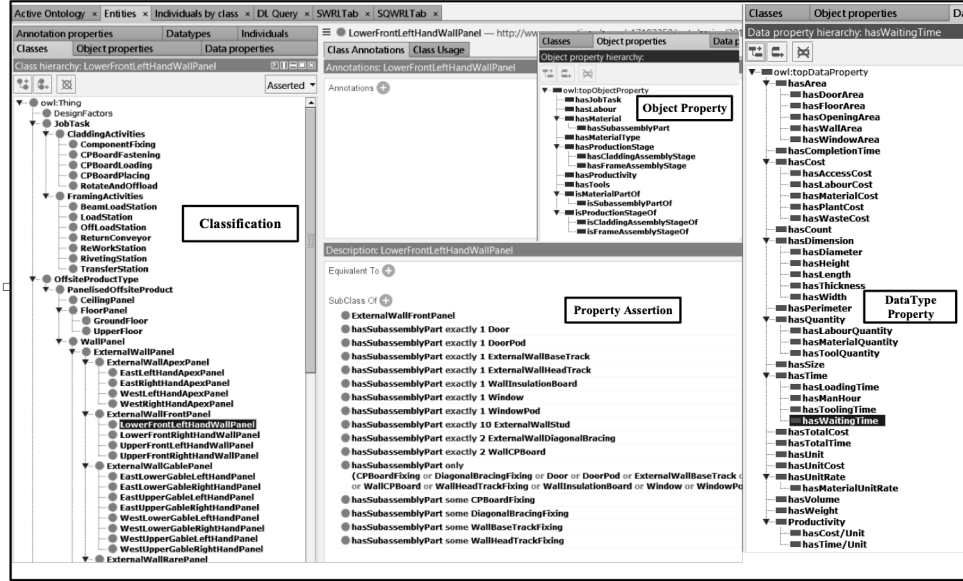 Active Ontology × Entities × Individuals by class × DL Query × SWRLTab × SQWRLTab ×
Annotation properties Datatypes Individuals
Classes Object properties Data properties
Class hierarchy: LowerFrontLeftHandWallPanel
Asserted
owl:Thing
DesignFactors
JobTask
CladdingActivities
ComponentFixing
CPBoardFastening
CPBoardLoading
CPBoardPlacing
RotateAndOffload
FramingActivities
BeamLoadStation
LoadStation
OffLoadStation
ReturnConveyor
ReWorkStation
RivetingStation
TransferStation
OffsiteProductType
PanelisedOffsiteProduct
CeilingPanel
FloorPanel
GroundFloor
UpperFloor
WallPanel
ExternalWallPanel
ExternalWallApexPanel
EastLeftHandApexPanel
EastRightHandApexPanel
WestLeftHandApexPanel
WestRightHandApexPanel
ExternalWallFrontPanel
LowerFrontLeftHandWallPanel
LowerFrontRightHandWallPanel
UpperFrontLeftHandWallPanel
UpperFrontRightHandWallPanel
ExternalWallGablePanel
EastLowerGableLeftHandPanel
EastLowerGableRightHandPanel
EastUpperGableLeftHandPanel
EastUpperGableRightHandPanel
WestLowerGableLeftHandPanel
WestLowerGableRightHandPanel
WestUpperGableLeftHandPanel
WestUpperGableRightHandPanel
ExternalWallRarePanel
Classification
LowerFrontLeftHandWallPanel — http://www
Class Annotations Class Usage
Annotations: LowerFrontLeftHandWallPanel
Annotations
Classes Object properties Data p
Object property hierarchy:
owl:topObjectProperty
hasJobTask
hasLabour
hasMaterial
hasSubassemblyPart
hasMaterialType
hasProductionStage
hasCladdingAssemblyStage
hasFrameAssemblyStage
hasProductivity
hasTools
isMaterialPartOf
isSubassemblyPartOf
isProductionStageOf
isCladdingAssemblyStageOf
isFrameAssemblyStageOf
Object Property
Description: LowerFrontLeftHandWallPanel
Equivalent To
SubClass Of
ExternalWallFrontPanel
hasSubassemblyPart exactly 1 Door
hasSubassemblyPart exactly 1 DoorPod
hasSubassemblyPart exactly 1 ExternalWallBaseTrack
hasSubassemblyPart exactly 1 ExternalWallHeadTrack
hasSubassemblyPart exactly 1 WallInsulationBoard
hasSubassemblyPart exactly 1 Window
hasSubassemblyPart exactly 1 WindowPod
hasSubassemblyPart exactly 10 ExternalWallStud
hasSubassemblyPart exactly 2 ExternalWallDiagonalBracing
hasSubassemblyPart exactly 2 WallCPBoard
hasSubassemblyPart only
(CPBoardFixing or DiagonalBracingFixing or Door or DoorPod or ExternalWallBaseTrack
or WallCPBoard or WallHeadTrackFixing or WallInsulationBoard or Window or WindowPo
hasSubassemblyPart some CPBoardFixing
hasSubassemblyPart some DiagonalBracingFixing
hasSubassemblyPart some WallBaseTrackFixing
hasSubassemblyPart some WallHeadTrackFixing
Property Assertion
Classes Object properties Da
Data property hierarchy: hasWaitingTime
owl:topDataProperty
hasArea
hasDoorArea
hasFloorArea
hasOpeningArea
hasWallArea
hasWindowArea
hasCompletionTime
hasCost
hasAccessCost
hasLabourCost
hasMaterialCost
hasPlantCost
hasWasteCost
hasCount
hasDimension
hasDiameter
hasHeight
hasLength
hasThickness
hasWidth
hasPerimeter
hasQuantity
hasLabourQuantity
hasMaterialQuantity
hasToolQuantity
hasSize
hasTime
hasLoadingTime
hasManHour
hasToolingTime
hasWaitingTime
hasTotalCost
hasTotalTime
hasUnit
hasUnitCost
hasUnitRate
hasMaterialUnitRate
hasVolume
hasWeight
Productivity
hasCost/Unit
hasTime/Unit
DataType
Property